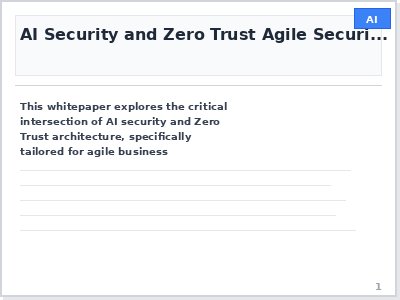 AI
AI Security and Zero Trust Agile Securi...
This whitepaper explores the critical
intersection of AI security and Zero
Trust architecture, specifically
tailored for agile business
1